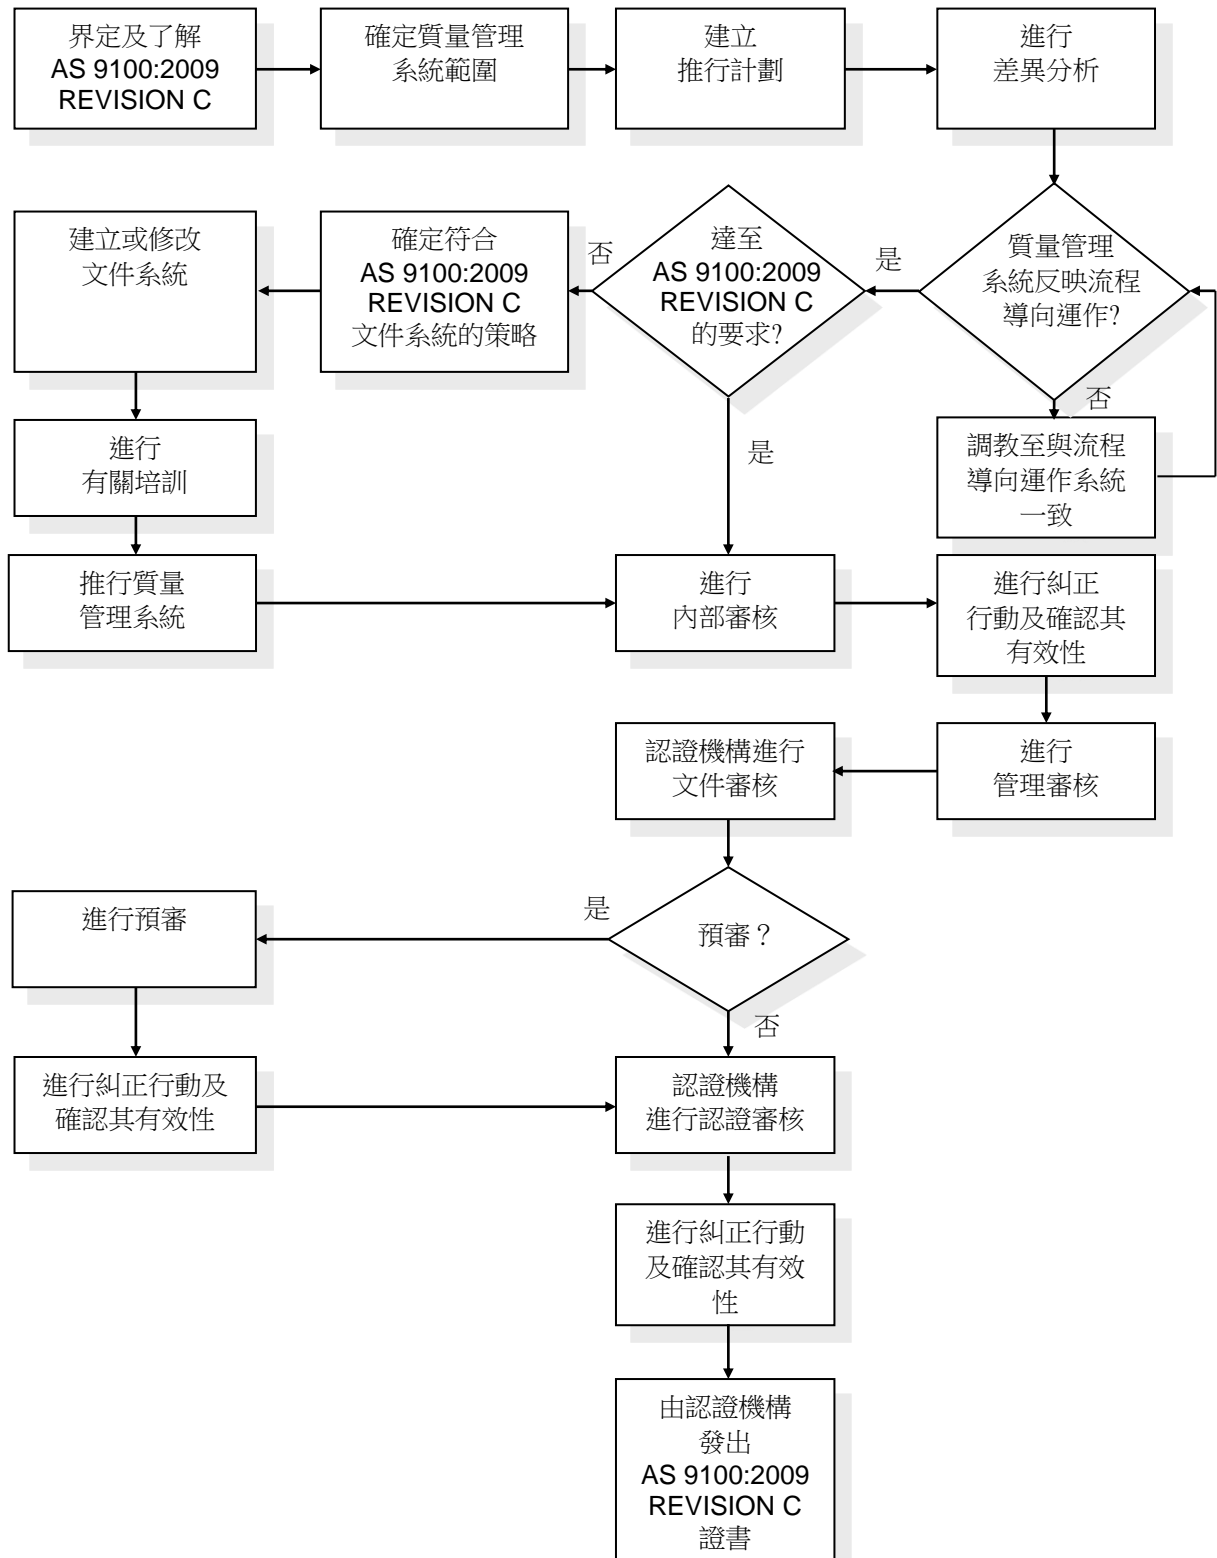 界定及了解
AS 9100:2009
REVISION C
確定質量管理
系統範圍
建立
推行計劃
進行
差異分析
建立或修改
文件系統
確定符合
AS 9100:2009
REVISION C
文件系統的策略
否
達至
AS 9100:2009
REVISION C
的要求?
是
質量管理
系統反映流程
導向運作?
否
進行
有關培訓
是
調教至與流程
導向運作系統
一致
推行質量
管理系統
進行
內部審核
進行糾正
行動及確認其
有效性
認證機構進行
文件審核
進行
管理審核
進行預審
是
預審？
否
進行糾正行動及
確認其有效性
認證機構
進行認證審核
進行糾正行動
及確認其有效
性
由認證機構
發出
AS 9100:2009
REVISION C
證書